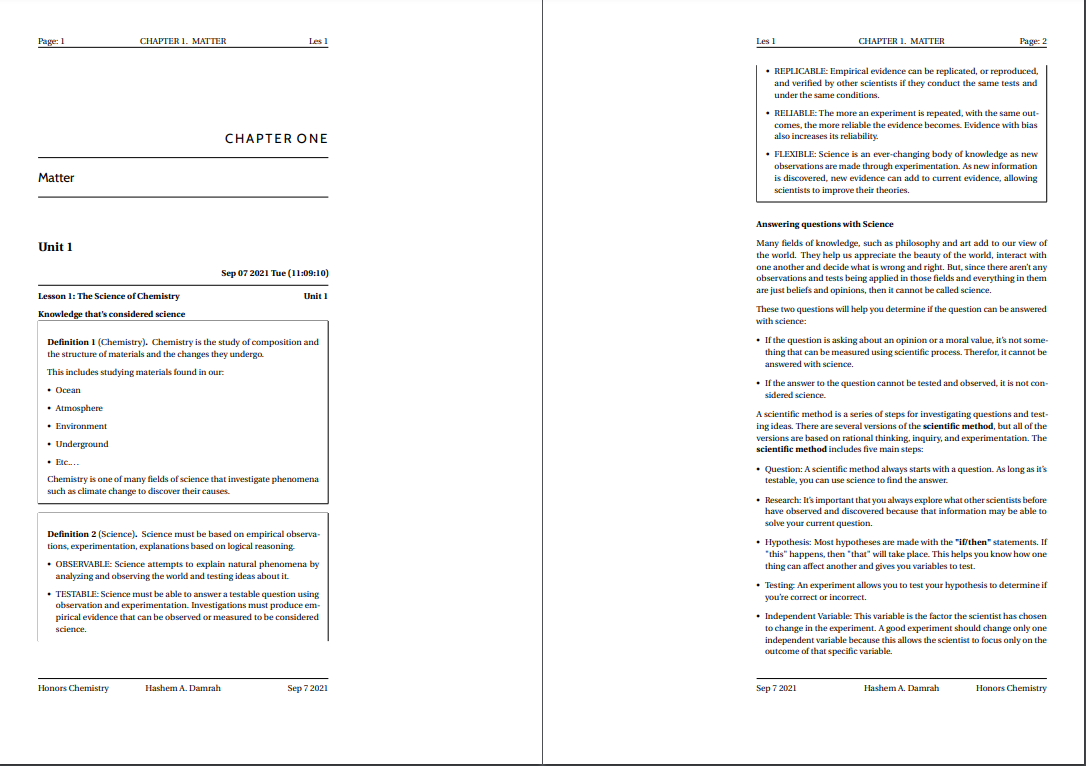 Page: 1 CHAPTER 1. MATTER Les 1
CHAPTER ONE
Matter
Unit 1
Sep 07 2021 Tue (11:09:10)
Lesson 1: The Science of Chemistry Unit 1
Knowledge that's considered science
Definition 1 (Chemistry). Chemistry is the study of composition and
the structure of materials and the changes they undergo.
This includes studying materials found in our:
• Ocean
• Atmosphere
• Environment
• Underground
• Etc....
Chemistry is one of many fields of science that investigate phenomena
such as climate change to discover their causes.
Definition 2 (Science). Science must be based on empirical observa-
tions, experimentation, explanations based on logical reasoning.
• OBSERVABLE: Science attempts to explain natural phenomena by
analyzing and observing the world and testing ideas about it.
• TESTABLE: Science must be able to answer a testable question using
observation and experimentation. Investigations must produce em-
pirical evidence that can be observed or measured to be considered
science.
Honors Chemistry Hashem A. Damrah Sep 7 2021
Les 1 CHAPTER 1. MATTER Page: 2
• REPLICABLE: Empirical evidence can be replicated, or reproduced,
and verified by other scientists if they conduct the same tests and
under the same conditions.
• RELIABLE: The more an experiment is repeated, with the same out-
comes, the more reliable the evidence becomes. Evidence with bias
also increases its reliability.
• FLEXIBLE: Science is an ever-changing body of knowledge as new
observations are made through experimentation. As new information
is discovered, new evidence can add to current evidence, allowing
scientists to improve their theories.
Answering questions with Science
Many fields of knowledge, such as philosophy and art add to our view of
the world. They help us appreciate the beauty of the world, interact with
one another and decide what is wrong and right. But, since there aren't any
observations and tests being applied in those fields and everything in them
are just beliefs and opinions, then it cannot be called science.
These two questions will help you determine if the question can be answered
with science:
• If the question is asking about an opinion or a moral value, it's not some-
thing that can be measured using scientific process. Therefor, it cannot be
answered with science.
• If the answer to the question cannot be tested and observed, it is not con-
sidered science.
A scientific method is a series of steps for investigating questions and test-
ing ideas. There are several versions of the scientific method, but all of the
versions are based on rational thinking, inquiry, and experimentation. The
scientific method includes five main steps:
• Question: A scientific method always starts with a question. As long as it's
testable, you can use science to find the answer.
• Research: It's important that you always explore what other scientists before
have observed and discovered because that information may be able to
solve your current question.
• Hypothesis: Most hypotheses are made with the "if/then" statements. If
"this" happens, then "that" will take place. This helps you know how one
thing can affect another and gives you variables to test.
• Testing: An experiment allows you to test your hypothesis to determine if
you're correct or incorrect.
• Independent Variable: This variable is the factor the scientist has chosen
to change in the experiment. A good experiment should change only one
independent variable because this allows the scientist to focus only on the
outcome of that specific variable.
Sep 7 2021 Hashem A. Damrah Honors Chemistry